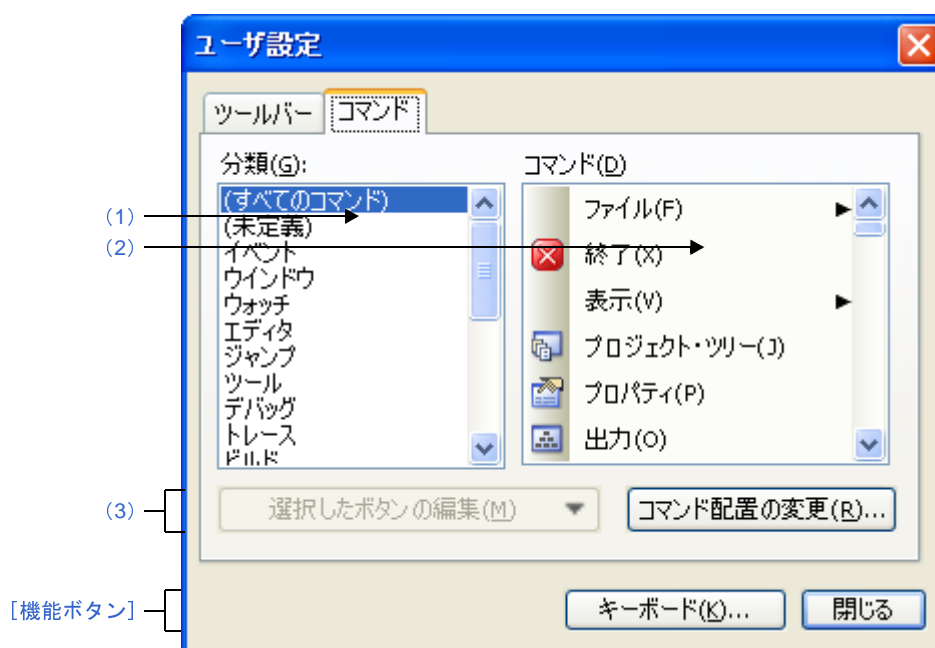 ユーザ設定
ツールバー コマンド
分類(G):
(すべてのコマンド)
(未定義)
イベント
ウインドウ
ウォッチ
エディタ
ジャンプ
ツール
デバッグ
トレース
ビルド
コマンド(D)
ファイル(F)
終了(X)
表示(V)
プロジェクト・ツリー(J)
プロパティ(P)
出力(O)
(1)
(2)
(3)
選択したボタンの編集(M)
コマンド配置の変更(R)...
[機能ボタン]
キーボード(K)...
閉じる